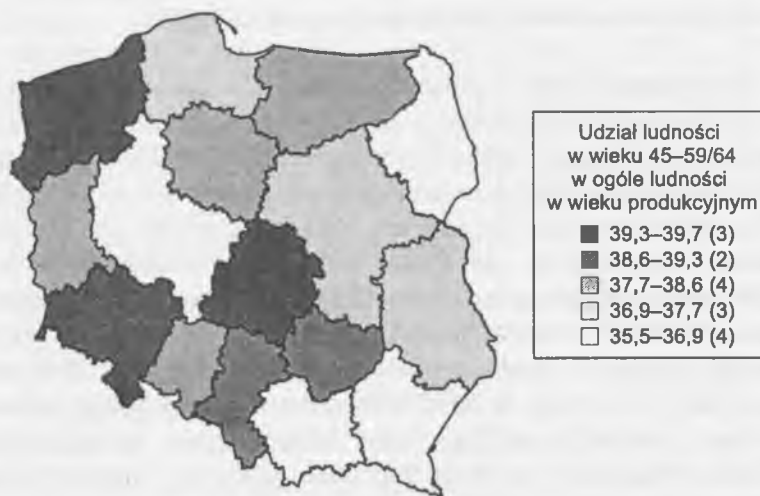 Udział ludności
w wieku 45–59/64
w ogóle ludności
w wieku produkcyjnym
39,3–39,7 (3)
38,6–39,3 (2)
37,7–38,6 (4)
36,9–37,7 (3)
35,5–36,9 (4)